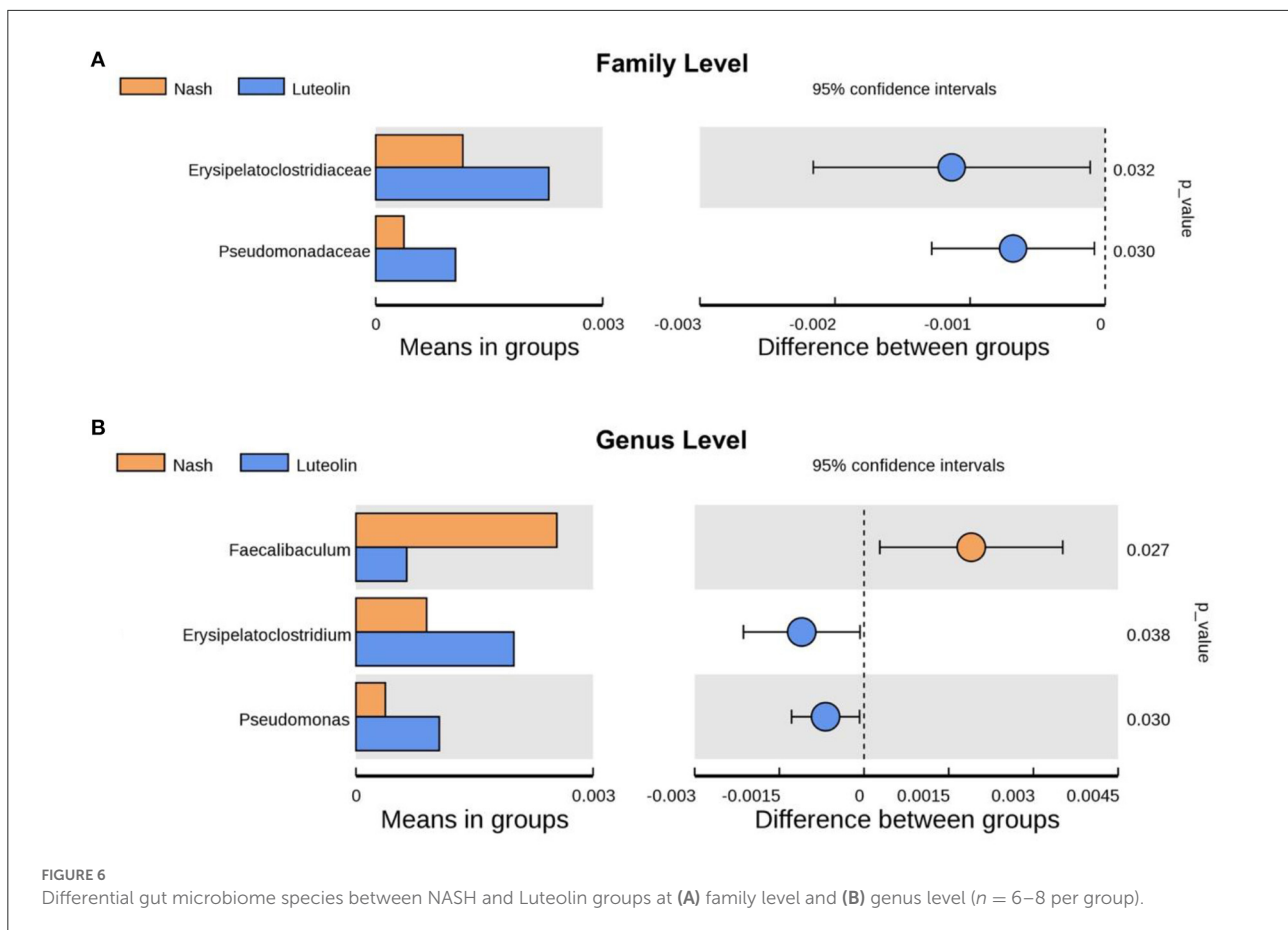 A
Family Level
Nash Luteolin 95% confidence intervals
Erysipelatoclostridiaceae 0.032
Pseudomonadaceae 0.030
p_value
0 0.003 -0.003 -0.002 -0.001 0
Means in groups Difference between groups
B
Genus Level
Nash Luteolin 95% confidence intervals
Faecalibaculum 0.027
Erysipelatoclostridium 0.038
Pseudomonas 0.030
p_value
0 0.003 -0.003 -0.0015 0 0.0015 0.003 0.0045
Means in groups Difference between groups
FIGURE 6
Differential gut microbiome species between NASH and Luteolin groups at (A) family level and (B) genus level (n = 6–8 per group).